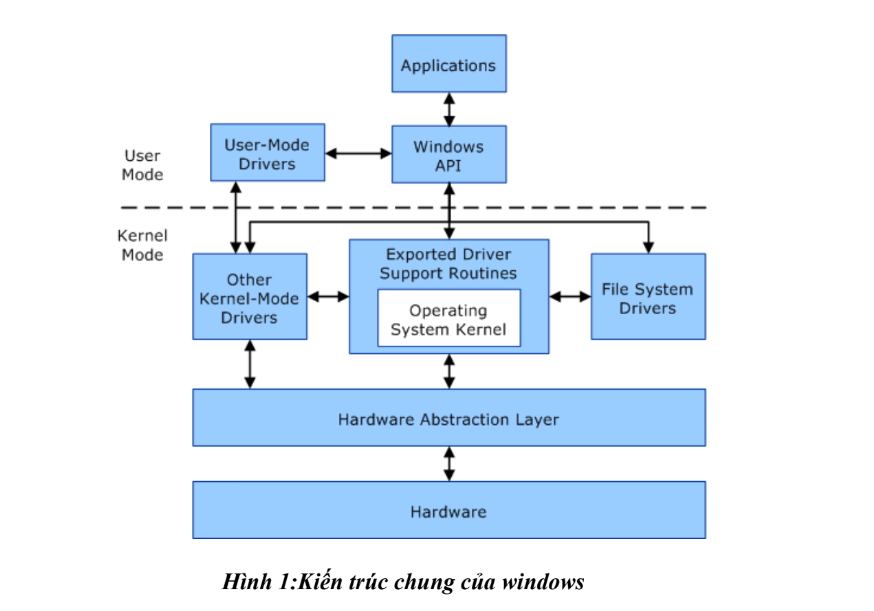 Applications
User-Mode
Drivers
Windows
API
User
Mode
Kernel
Mode
Other
Kernel-Mode
Drivers
Exported Driver
Support Routines
Operating
System Kernel
File System
Drivers
Hardware Abstraction Layer
Hardware
Hình 1:Kiến trúc chung của windows